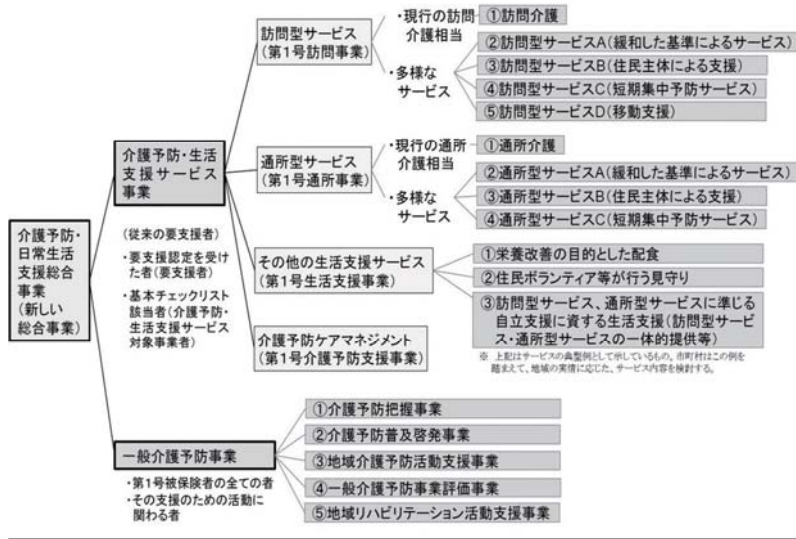 介護予防・
日常生活
支援総合
事業
(新しい
総合事業)
介護予防・生活
支援サービス
事業
(従来の要支援者)
・要支援認定を受け
た者(要支援者)
・基本チェックリスト
該当者(介護予防・
生活支援サービス
対象事業者)
訪問型サービス
(第1号訪問事業)
・現行の訪問
介護相当
①訪問介護
・多様な
サービス
②訪問型サービスA(緩和した基準によるサービス)
③訪問型サービスB(住民主体による支援)
④訪問型サービスC(短期集中予防サービス)
⑤訪問型サービスD(移動支援)
通所型サービス
(第1号通所事業)
・現行の通所
介護相当
①通所介護
・多様な
サービス
②通所型サービスA(緩和した基準によるサービス)
③通所型サービスB(住民主体による支援)
④通所型サービスC(短期集中予防サービス)
その他の生活支援サービス
(第1号生活支援事業)
①栄養改善の目的とした配食
②住民ボランティア等が行う見守り
③訪問型サービス、通所型サービスに準じる
自立支援に資する生活支援(訪問型サービ
ス・通所型サービスの一体的提供等)
※ 上記はサービスの典型例として示しているもの。市町村はこの例を
踏まえて、地域の実情に応じた、サービス内容を検討する。
介護予防ケアマネジメント
(第1号介護予防支援事業)
一般介護予防事業
・第1号被保険者の全ての者
・その支援のための活動に
関わる者
①介護予防把握事業
②介護予防普及啓発事業
③地域介護予防活動支援事業
④一般介護予防事業評価事業
⑤地域リハビリテーション活動支援事業